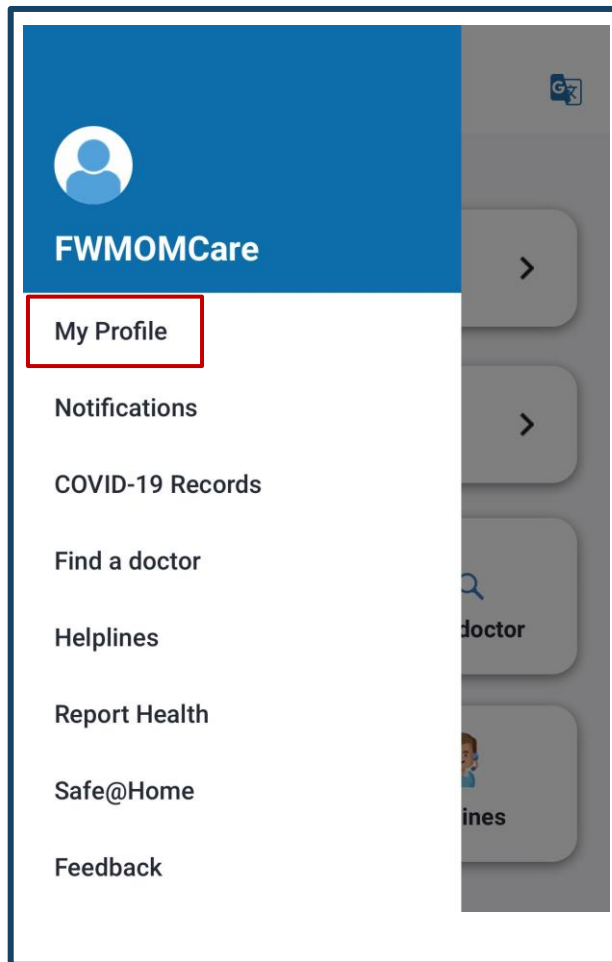 FWMOMCare
My Profile
Notifications
COVID-19 Records
Find a doctor
doctor
Helplines
Report Health
Safe@Home
ines
Feedback